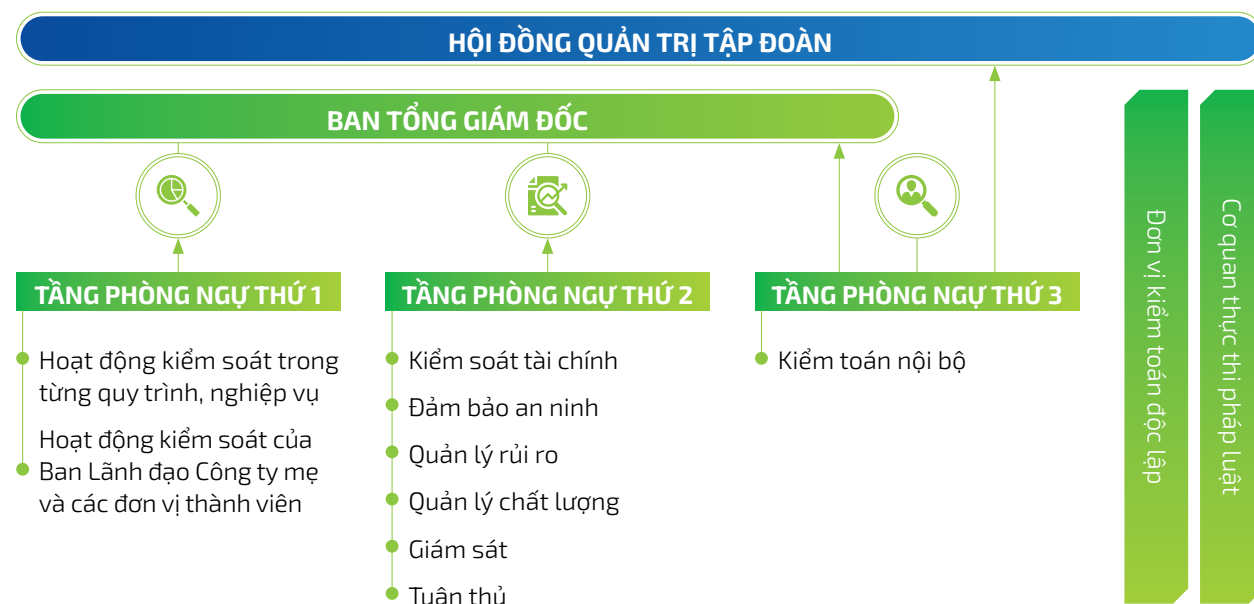 HỘI ĐỒNG QUẢN TRỊ TẬP ĐOÀN
BAN TỔNG GIÁM ĐỐC
TẦNG PHÒNG NGỰ THỨ 1
Hoạt động kiểm soát trong
từng quy trình, nghiệp vụ
Hoạt động kiểm soát của
Ban Lãnh đạo Công ty mẹ
và các đơn vị thành viên
TẦNG PHÒNG NGỰ THỨ 2
Kiểm soát tài chính
Đảm bảo an ninh
Quản lý rủi ro
Quản lý chất lượng
Giám sát
Tuân thủ
TẦNG PHÒNG NGỰ THỨ 3
Kiểm toán nội bộ
Đơn vị kiểm toán độc lập
Cơ quan thực thi pháp luật